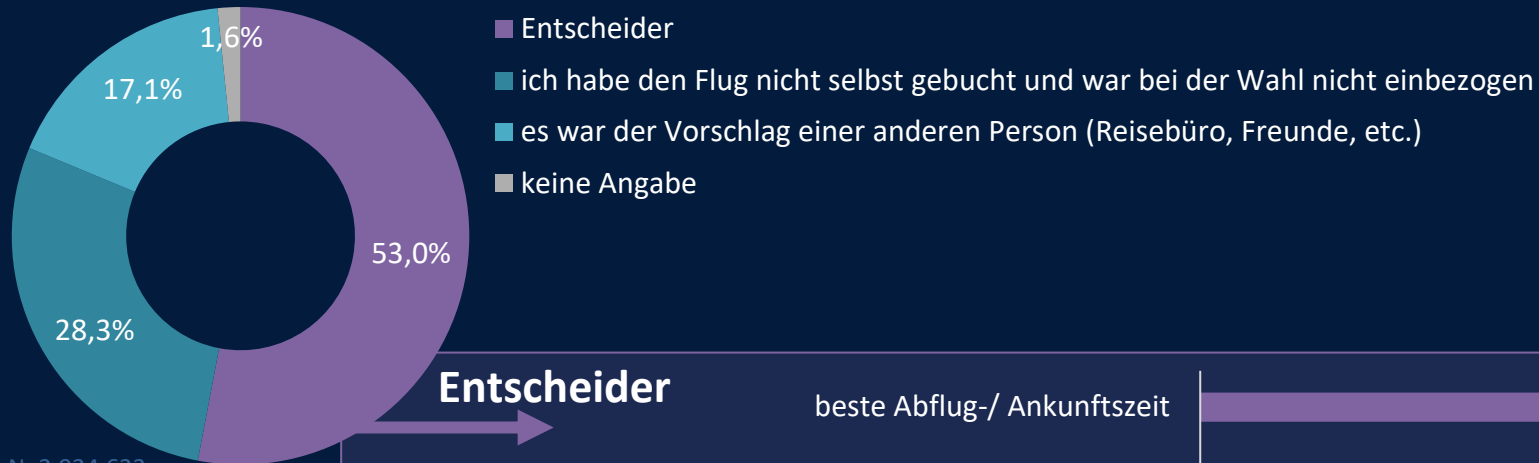 1,6%
17,1%
53,0%
28,3%
Entscheider
ich habe den Flug nicht selbst gebucht und war bei der Wahl nicht einbezogen
es war der Vorschlag einer anderen Person (Reisebüro, Freunde, etc.)
keine Angabe
Entscheider
beste Abflug-/ Ankunftszeit